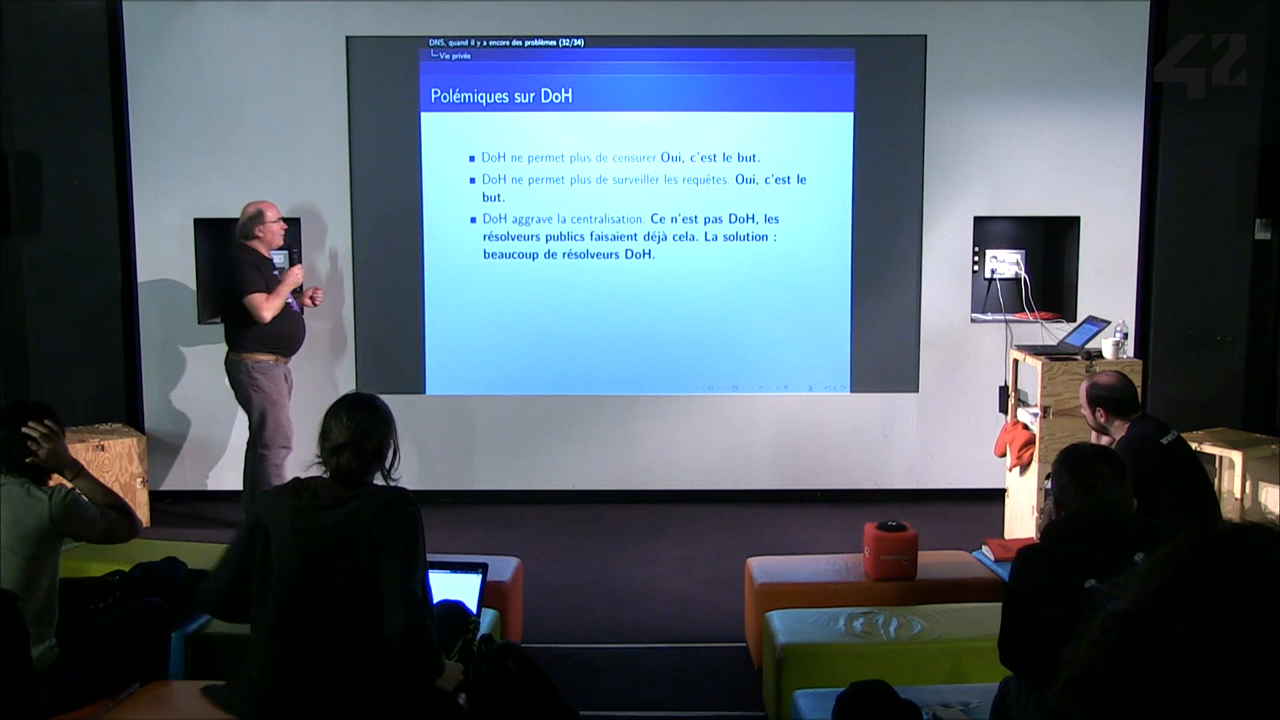 DNS, quand il y a encore des problèmes (32/34)
Vie privée
Polémiques sur DoH
DoH ne permet plus de censurer Oui, c'est le but.
DoH ne permet plus de surveiller les requêtes. Oui, c'est le
but.
DoH aggrave la centralisation. Ce n'est pas DoH, les
résolveurs publics faisaient déjà cela. La solution :
beaucoup de résolveurs DoH.
42